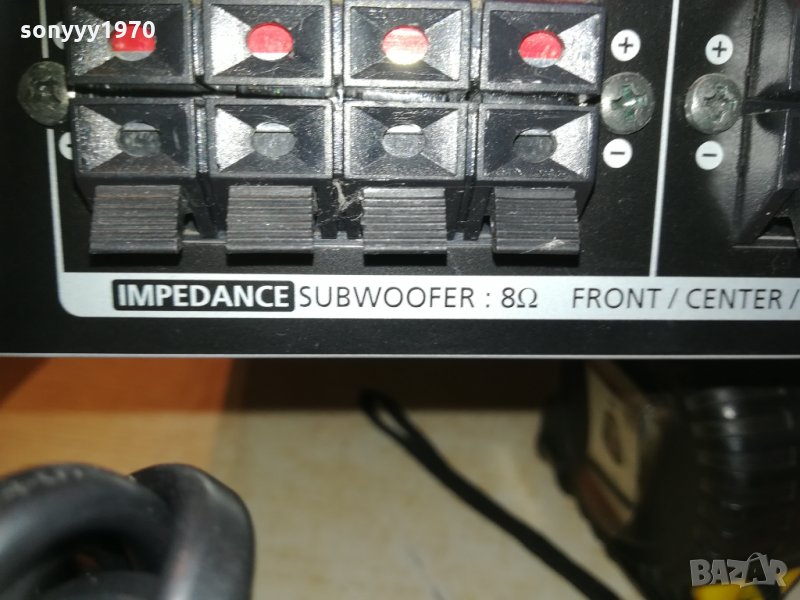 sonyyy1970
+ +
− −
IMPEDANCE SUBWOOFER : 8Ω FRONT / CENTER /
BAZAR